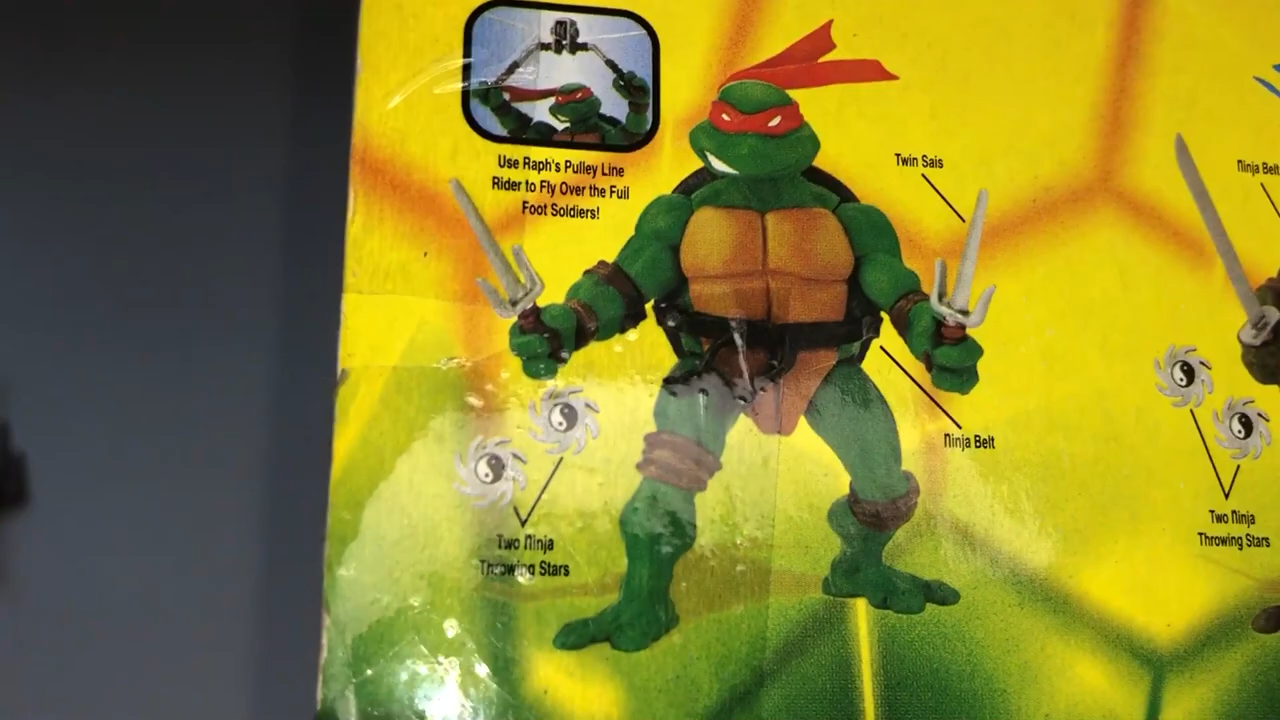 Use Raph's Pulley Line
Rider to Fly Over the Full
Foot Soldiers!
Twin Sais
Ninja Belt
Ninja Belt
Two Ninja
Throwing Stars
Two Ninja
Throwing Stars